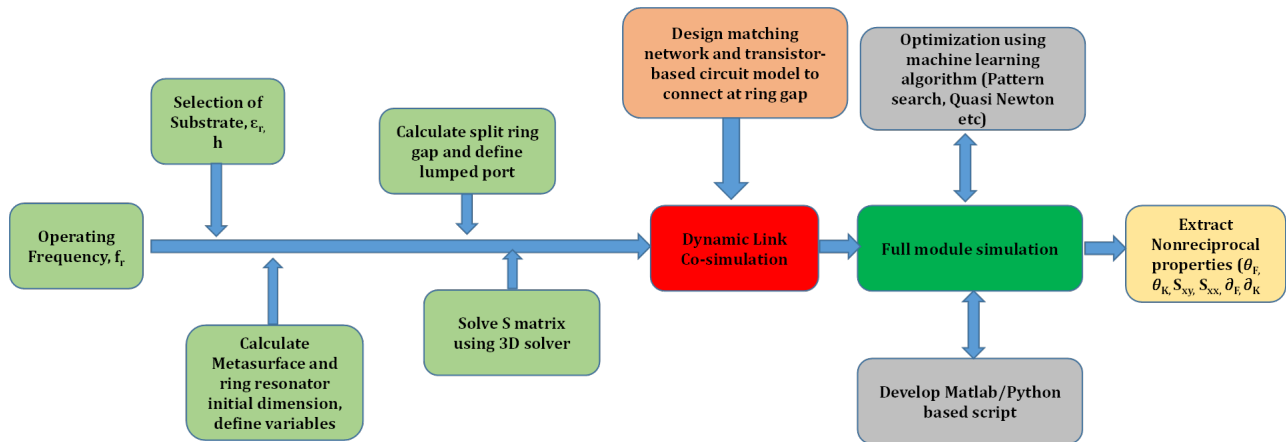 Operating
Frequency, fr
Selection of
Substrate, εr,
h
Calculate
Metasurface and
ring resonator
initial dimension,
define variables
Calculate split ring
gap and define
lumped port
Solve S matrix
using 3D solver
Design matching
network and transistor-
based circuit model to
connect at ring gap
Dynamic Link
Co-simulation
Optimization using
machine learning
algorithm (Pattern
search, Quasi Newton
etc)
Full module simulation
Develop Matlab/Python
based script
Extract
Nonreciprocal
properties (θF,
θK, Sxy, Sxx, ∂F, ∂K